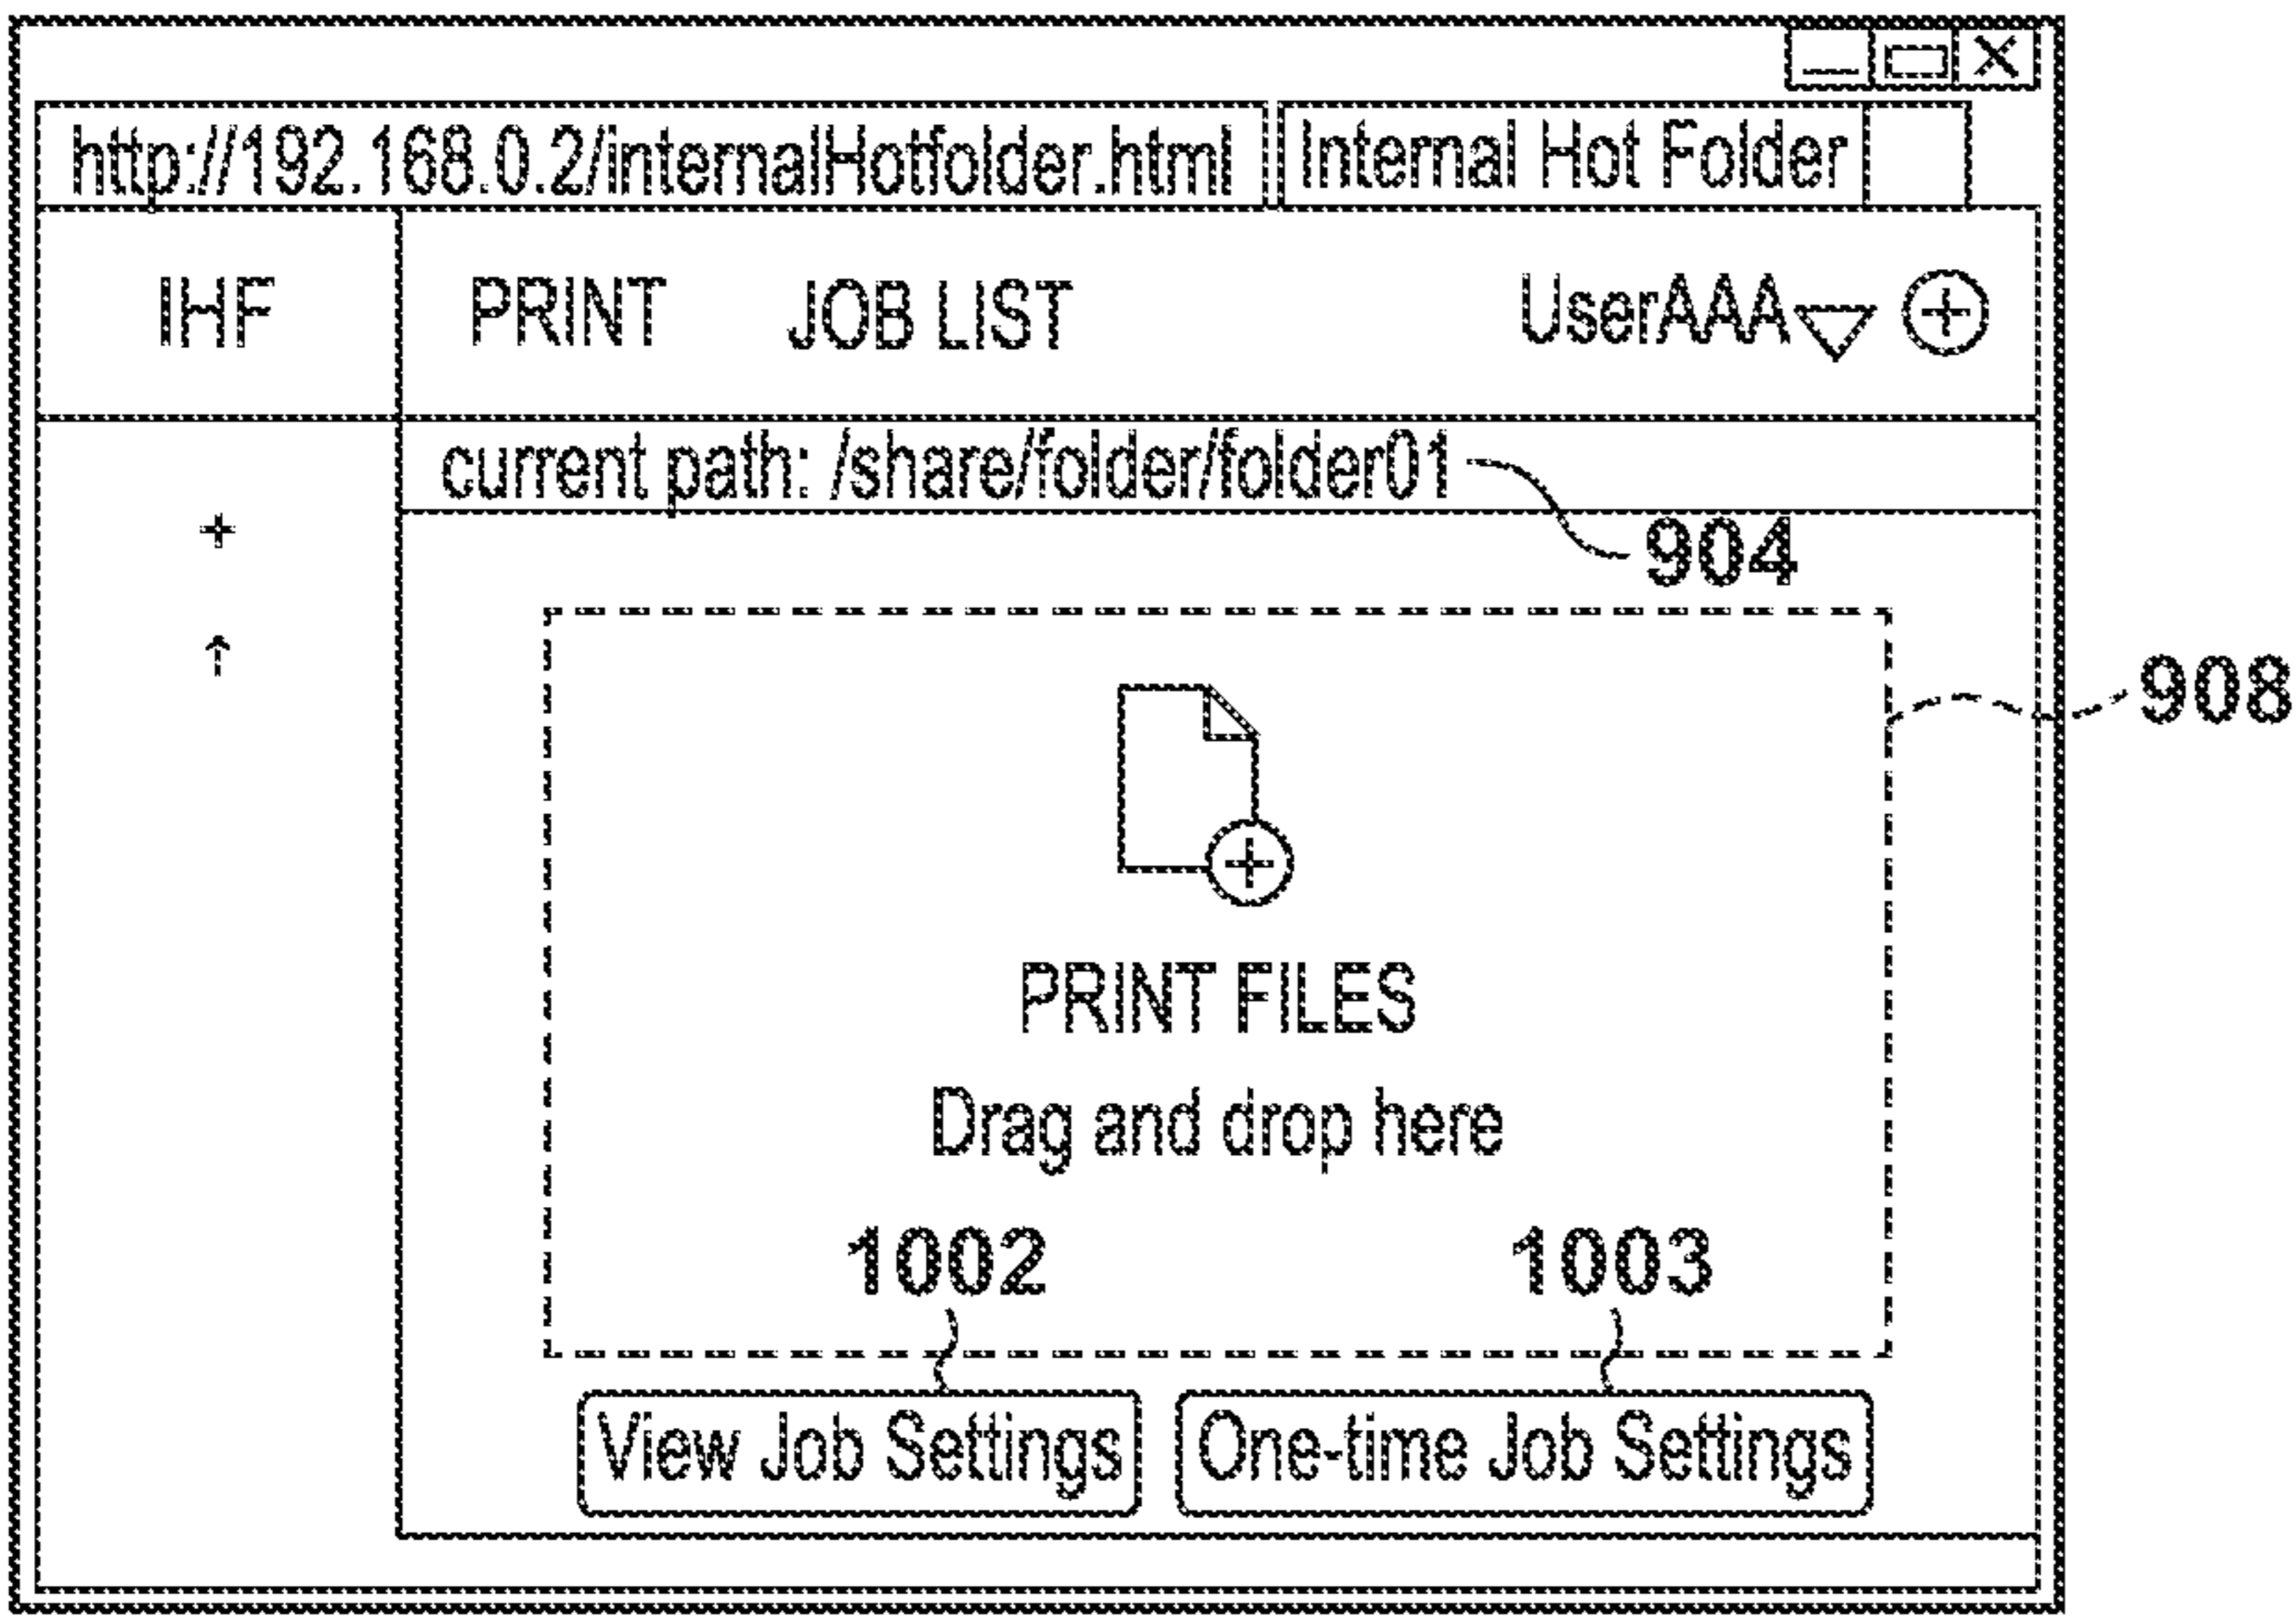 http://192.168.0.2/internalHotfolder.html Internal Hot Folder
IHF PRINT JOB LIST UserAAA
current path: /share/folder/folder01
904
908
PRINT FILES
Drag and drop here
1002 1003
View Job Settings One-time Job Settings